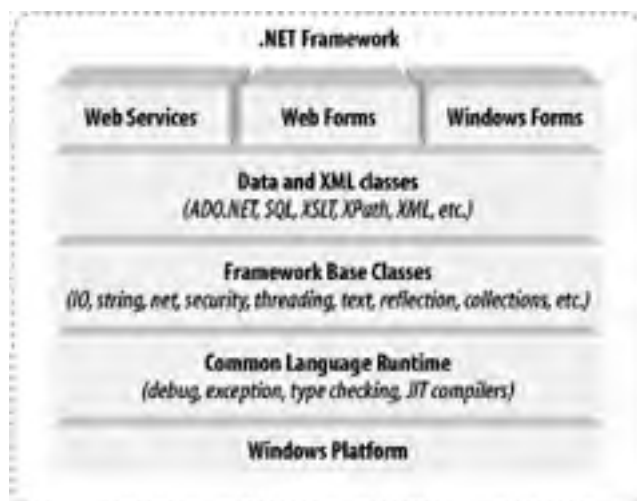 .NET Framework
Web Services Web Forms Windows Forms
Data and XML classes
(ADO.NET, SQL, XSLT, XPath, XML, etc.)
Framework Base Classes
(IO, string, net, security, threading, text, reflection, collections, etc.)
Common Language Runtime
(debug, exception, type checking, JIT compilers)
Windows Platform